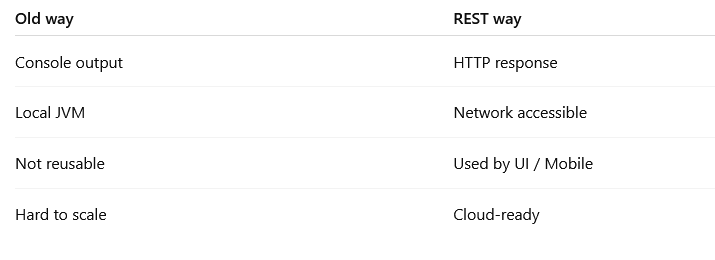 Old way REST way
Console output HTTP response
Local JVM Network accessible
Not reusable Used by UI / Mobile
Hard to scale Cloud-ready